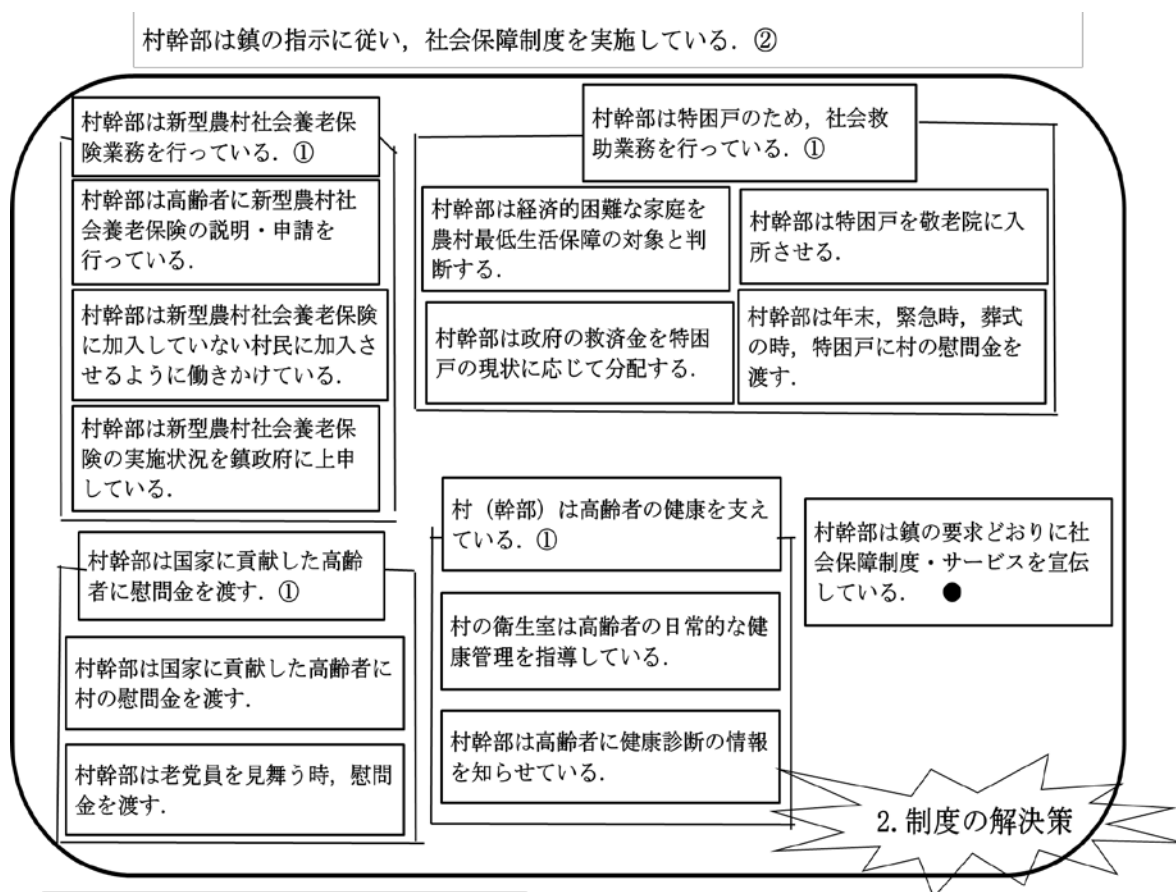 村幹部は鎮の指示に従い，社会保障制度を実施している．②
村幹部は新型農村社会養老保
険業務を行っている．①
村幹部は高齢者に新型農村社
会養老保険の説明・申請を
行っている．
村幹部は新型農村社会養老保険
に加入していない村民に加入さ
せるように働きかけている．
村幹部は新型農村社会養老保
険の実施状況を鎮政府に上申
している．
村幹部は特困戸のため，社会救
助業務を行っている．①
村幹部は経済的困難な家庭を
農村最低生活保障の対象と判
断する．
村幹部は特困戸を敬老院に入
所させる．
村幹部は政府の救済金を特困
戸の現状に応じて分配する．
村幹部は年末，緊急時，葬式
の時，特困戸に村の慰問金を
渡す．
村幹部は国家に貢献した高齢
者に慰問金を渡す．①
村幹部は国家に貢献した高齢者に
村の慰問金を渡す．
村幹部は老党員を見舞う時，慰問
金を渡す．
村（幹部）は高齢者の健康を支え
ている．①
村の衛生室は高齢者の日常的な健
康管理を指導している．
村幹部は高齢者に健康診断の情報
を知らせている．
村幹部は鎮の要求どおりに社
会保障制度・サービスを宣伝
している．　●
2.制度の解決策